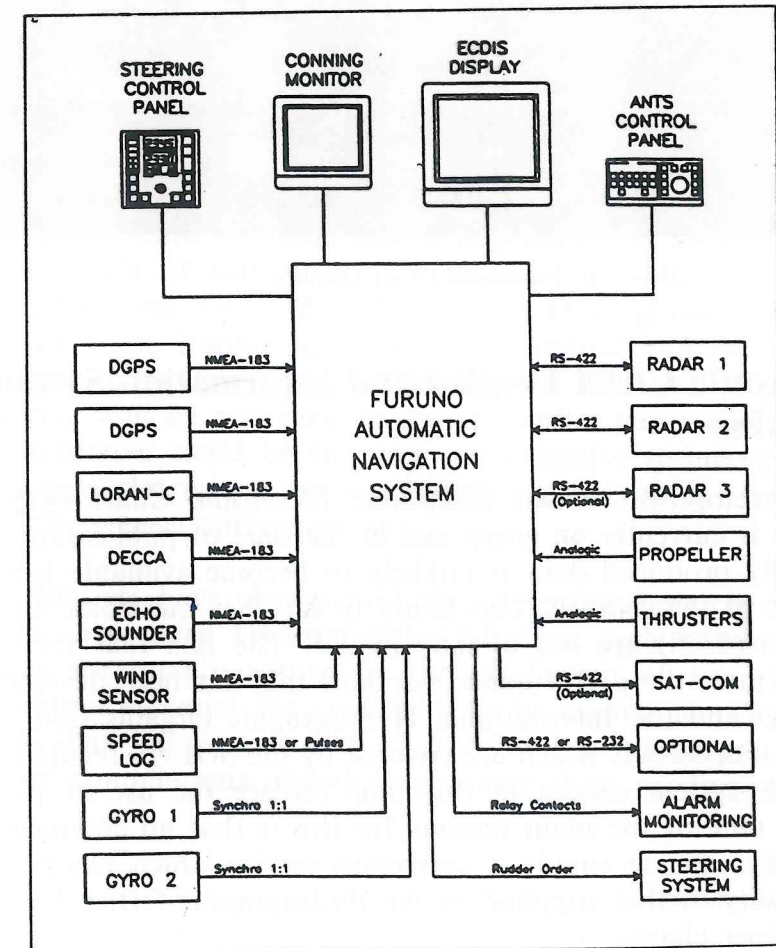 STEERING
CONTROL
PANEL
CONNING
MONITOR
ECDIS
DISPLAY
ANTS
CONTROL
PANEL
FURUNO
AUTOMATIC
NAVIGATION
SYSTEM
DGPS
NMEA-183
DGPS
NMEA-183
LORAN-C
NMEA-183
DECCA
NMEA-183
ECHO
SOUNDER
NMEA-183
WIND
SENSOR
NMEA-183
SPEED
LOG
NMEA-183 or Pulses
GYRO 1
Synchro 1:1
GYRO 2
Synchro 1:1
RS-422
RADAR 1
RS-422
RADAR 2
RS-422
(Optional)
RADAR 3
Analogic
PROPELLER
Analogic
THRUSTERS
RS-422
(Optional)
SAT-COM
RS-422 or RS-232
OPTIONAL
Relay Contacts
ALARM
MONITORING
Rudder Order
STEERING
SYSTEM